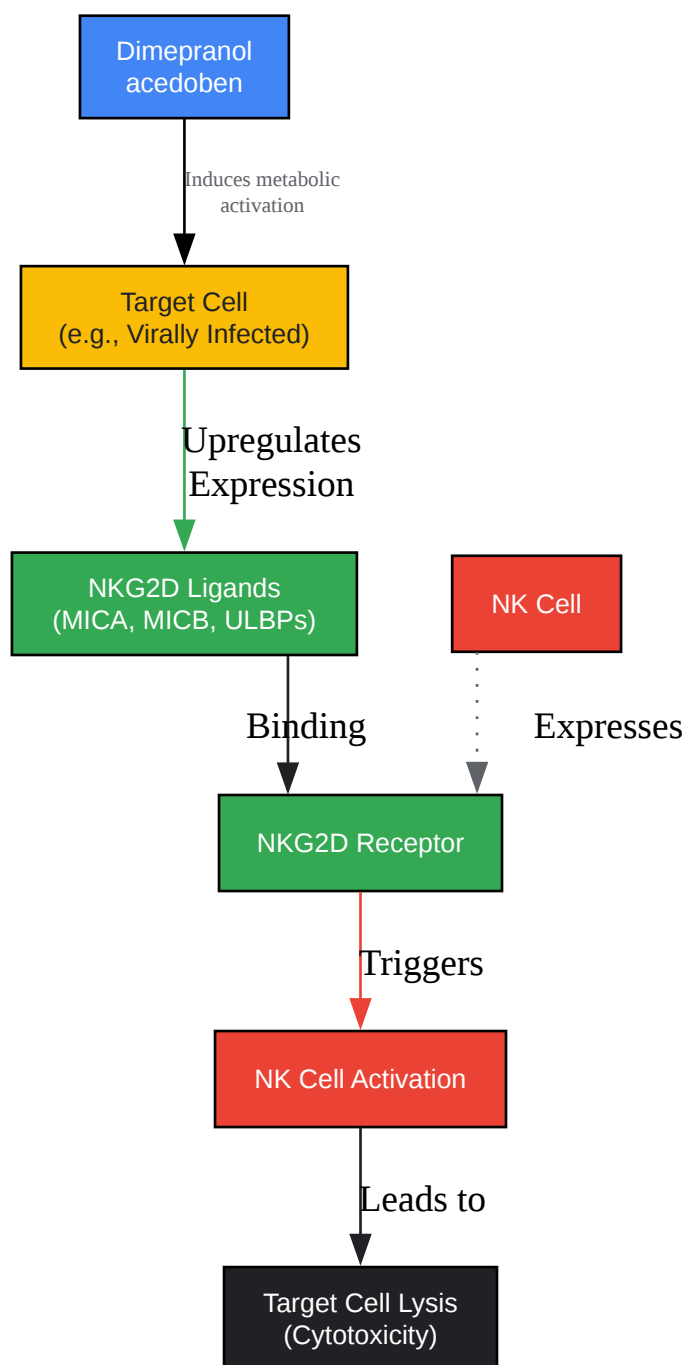 Dimepranol
acedoben
Induces metabolic
activation
Target Cell
(e.g., Virally Infected)
Upregulates
Expression
NKG2D Ligands
(MICA, MICB, ULBPs)
NK Cell
Binding
Expresses
NKG2D Receptor
Triggers
NK Cell Activation
Leads to
Target Cell Lysis
(Cytotoxicity)